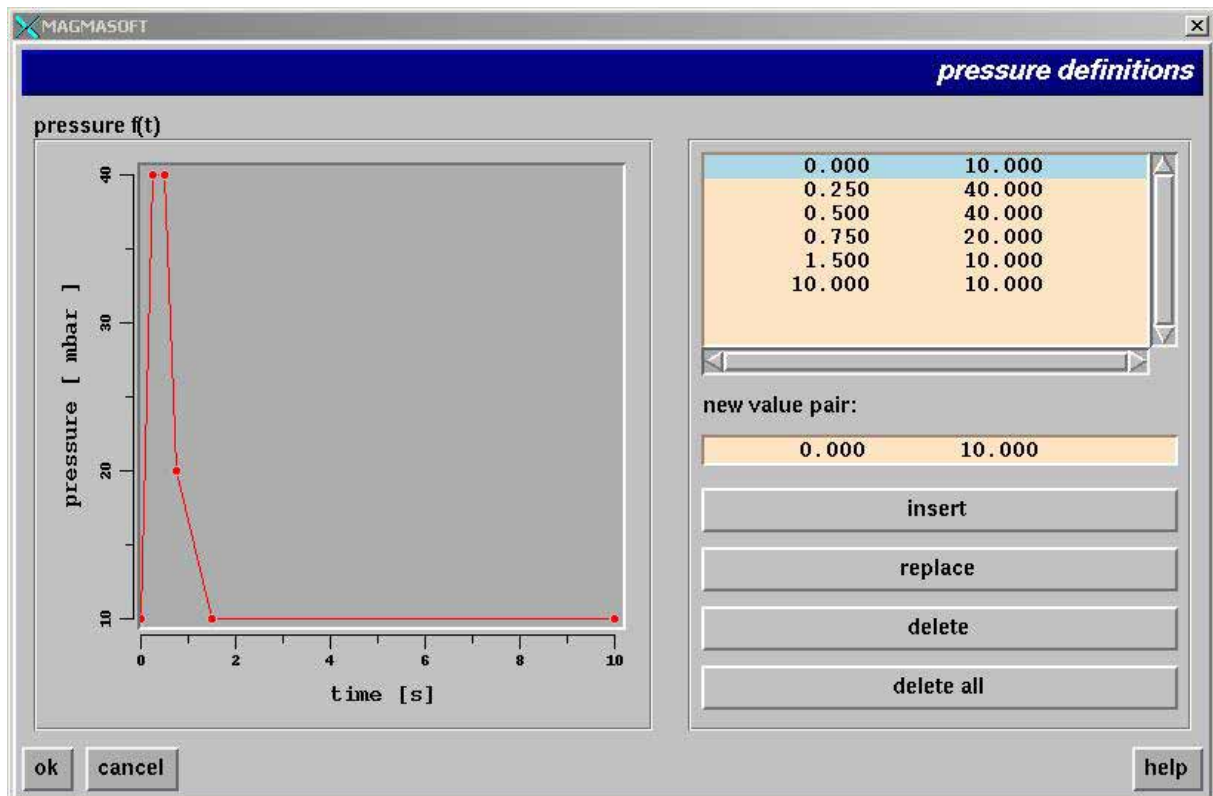 MAGMASOFT
pressure definitions
pressure f(t)
40
30
20
10
pressure [ mbar ]
0 2 4 6 8 10
time [s]
0.000 10.000
0.250 40.000
0.500 40.000
0.750 20.000
1.500 10.000
10.000 10.000
new value pair:
0.000 10.000
insert
replace
delete
delete all
ok cancel help